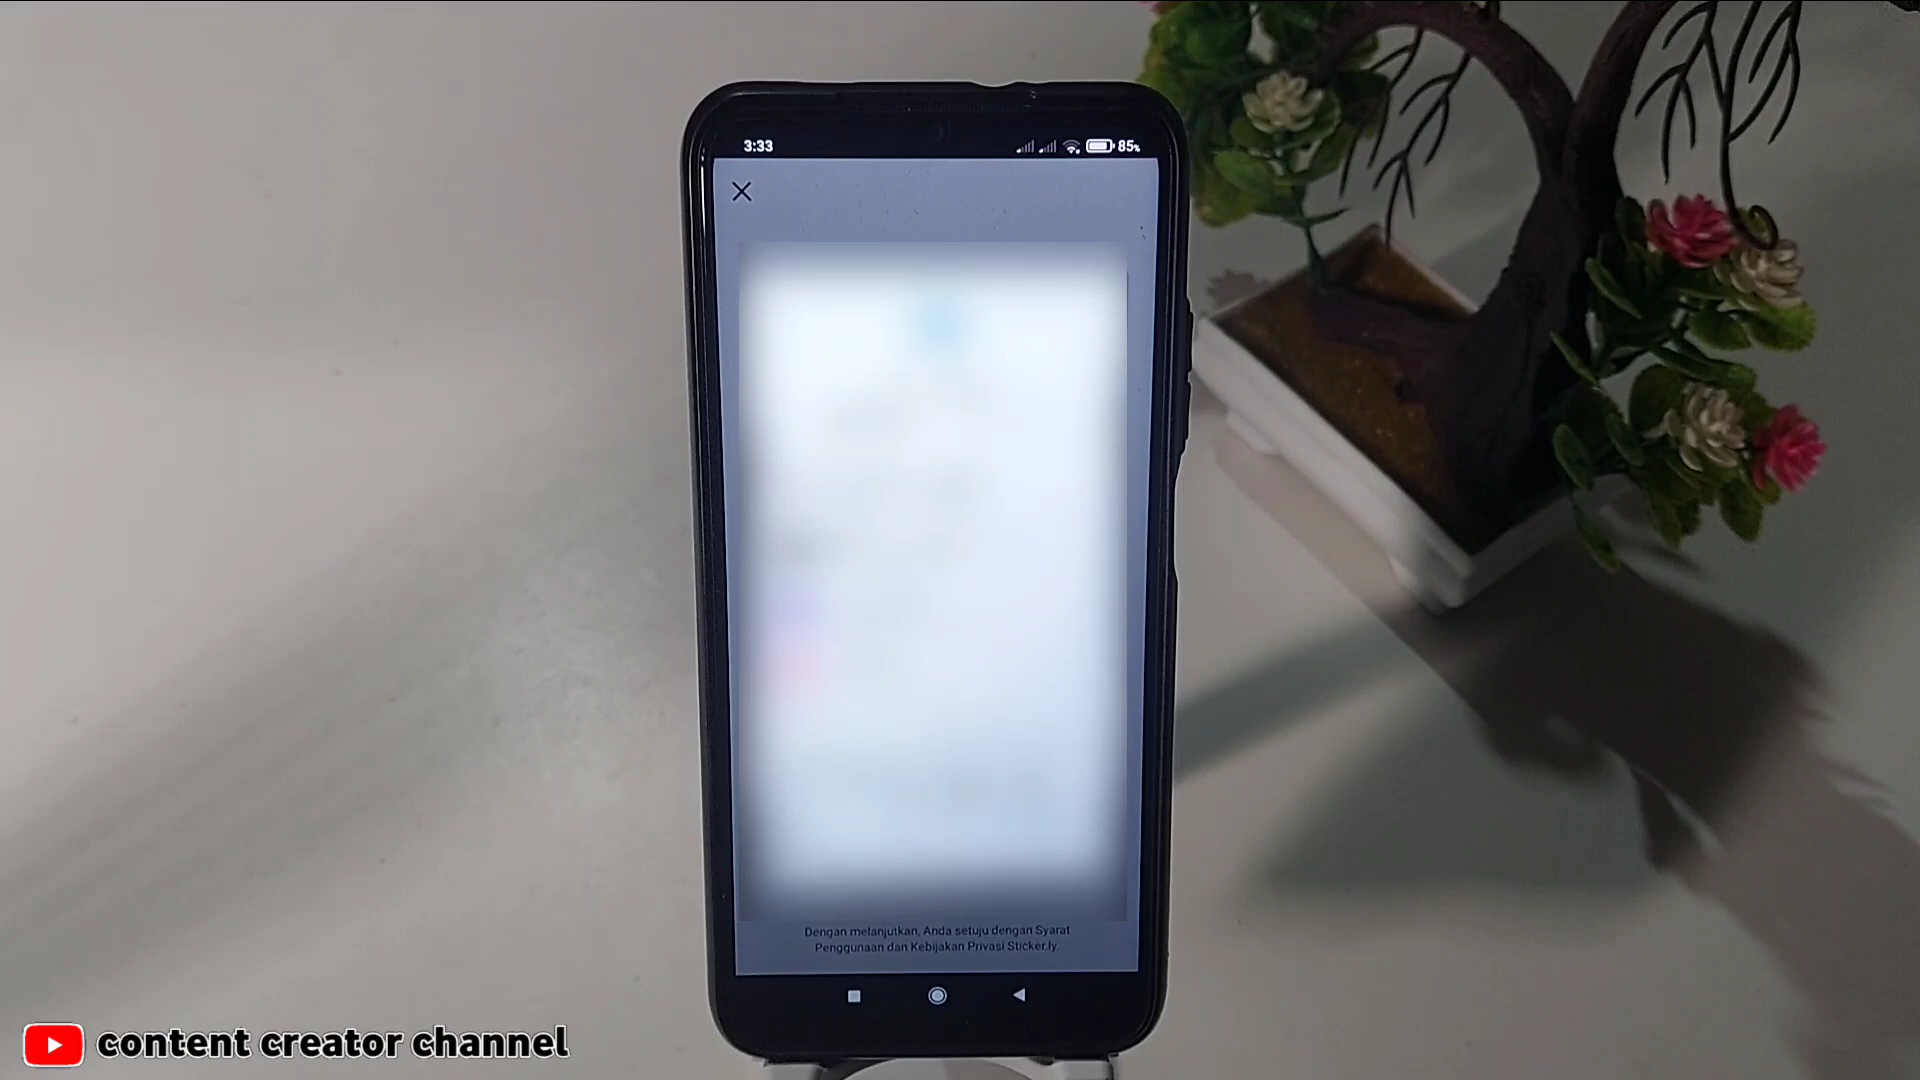 3:33
85%
Dengan melanjutkan, Anda setuju dengan Syarat
Penggunaan dan Kebijakan Privasi Sticker.ly.
content creator channel